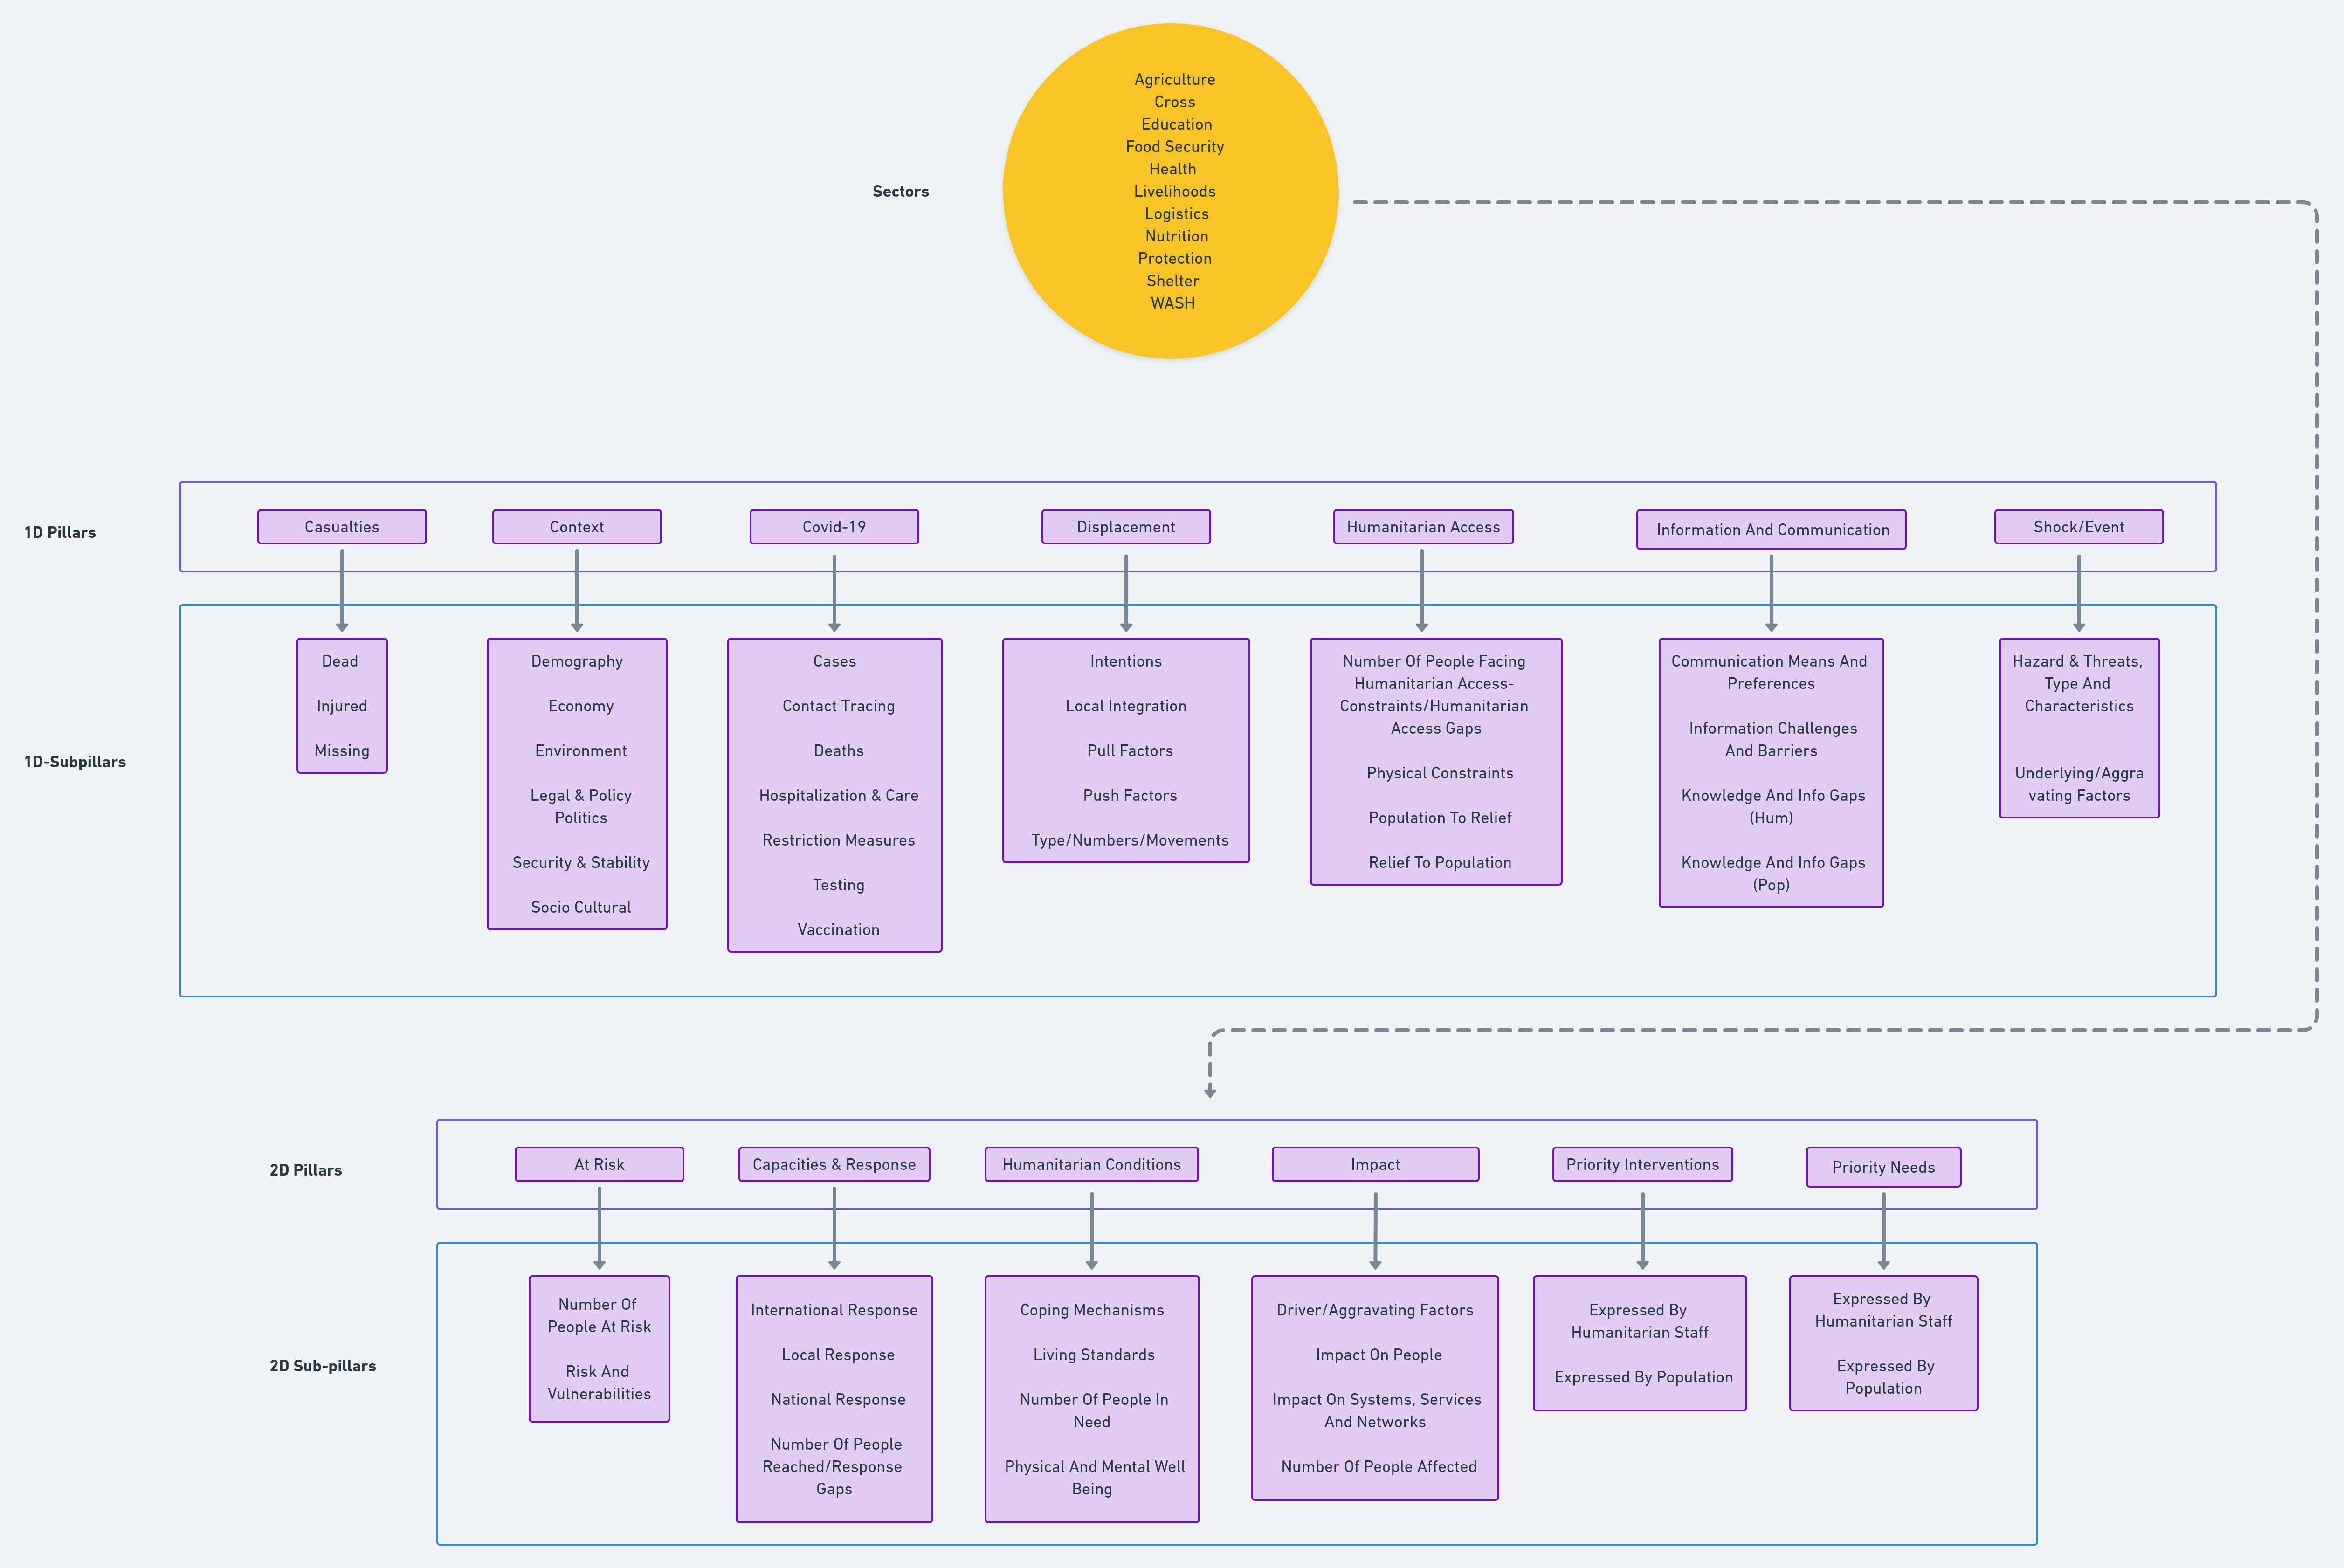 Sectors
Agriculture
Cross
Education
Food Security
Health
Livelihoods
Logistics
Nutrition
Protection
Shelter
WASH
1D Pillars
Casualties
Context
Covid-19
Displacement
Humanitarian Access
Information And Communication
Shock/Event
1D-Subpillars
Dead
Injured
Missing
Demography
Economy
Environment
Legal & Policy
Politics
Security & Stability
Socio Cultural
Cases
Contact Tracing
Deaths
Hospitalization & Care
Restriction Measures
Testing
Vaccination
Intentions
Local Integration
Pull Factors
Push Factors
Type/Numbers/Movements
Number Of People Facing
Humanitarian Access-
Constraints/Humanitarian
Access Gaps
Physical Constraints
Population To Relief
Relief To Population
Communication Means And
Preferences
Information Challenges
And Barriers
Knowledge And Info Gaps
(Hum)
Knowledge And Info Gaps
(Pop)
Hazard & Threats,
Type And
Characteristics
Underlying/Aggra
vating Factors
2D Pillars
At Risk
Capacities & Response
Humanitarian Conditions
Impact
Priority Interventions
Priority Needs
2D Sub-pillars
Number Of
People At Risk
Risk And
Vulnerabilities
International Response
Local Response
National Response
Number Of People
Reached/Response
Gaps
Coping Mechanisms
Living Standards
Number Of People In
Need
Physical And Mental Well
Being
Driver/Aggravating Factors
Impact On People
Impact On Systems, Services
And Networks
Number Of People Affected
Expressed By
Humanitarian Staff
Expressed By Population
Expressed By
Humanitarian Staff
Expressed By
Population